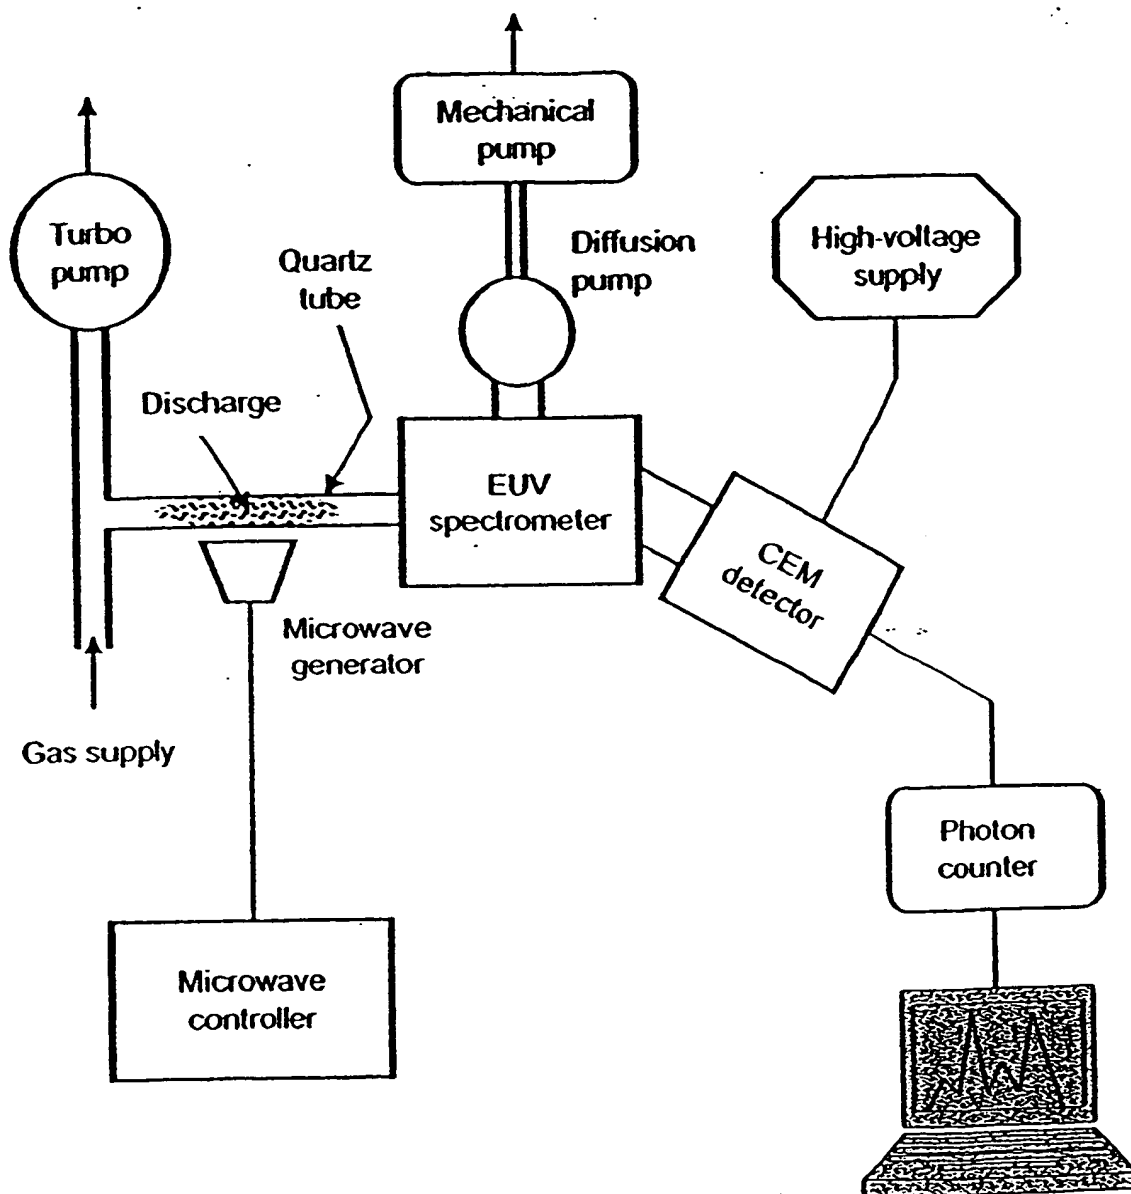 Mechanical
pump
Turbo
pump
Quartz
tube
Diffusion
pump
High-voltage
supply
Discharge
EUV
spectrometer
CEM
detector
Microwave
generator
Gas supply
Photon
counter
Microwave
controller